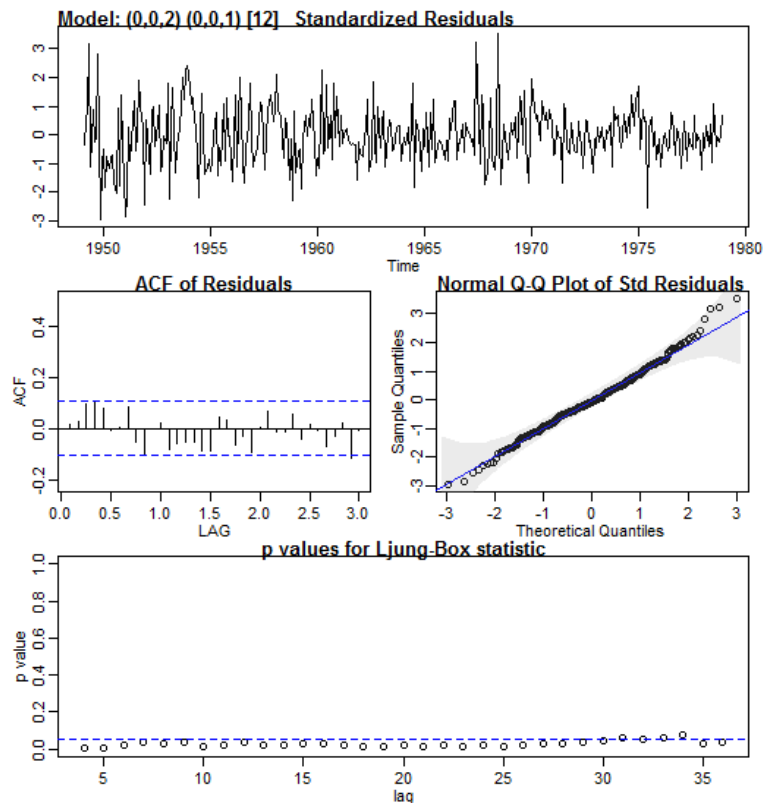 Model: (0,0,2) (0,0,1) [12] Standardized Residuals
3
2
1
0
-1
-2
-3
1950 1955 1960 1965 1970 1975 1980
Time
ACF of Residuals
ACF
0.4
0.2
0.0
-0.2
0.0 0.5 1.0 1.5 2.0 2.5 3.0
LAG
Normal Q-Q Plot of Std Residuals
Sample Quantiles
3
2
1
0
-1
-2
-3
-3 -2 -1 0 1 2 3
Theoretical Quantiles
p values for Ljung-Box statistic
p value
1.0
0.8
0.6
0.4
0.2
0.0
5 10 15 20 25 30 35
lag